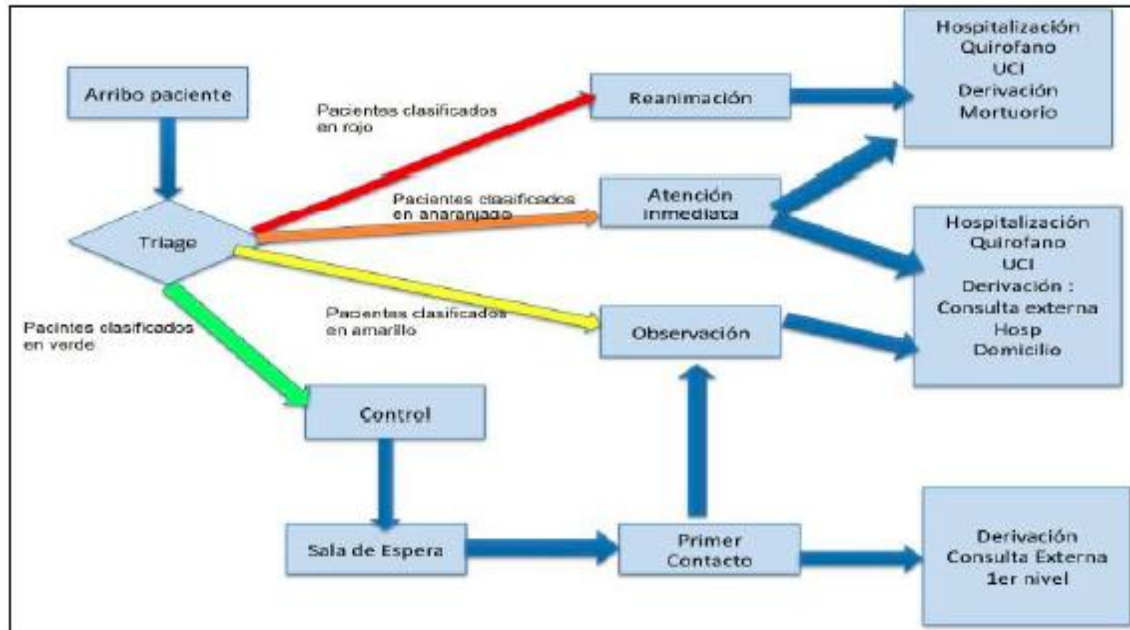 Arribo paciente
Triage
Pacientes clasificados
en rojo
Reanimación
Hospitalización
Quirofano
UCI
Derivación
Mortuorio
Pacientes clasificados
en anaranjado
Atención
inmediata
Hospitalización
Quirofano
UCI
Derivación :
Consulta externa
Hosp
Domicilio
Pacientes clasificados
en amarillo
Observación
Pacintes clasificados
en verde
Control
Sala de Espera
Primer
Contacto
Derivación
Consulta Externa
1er nivel